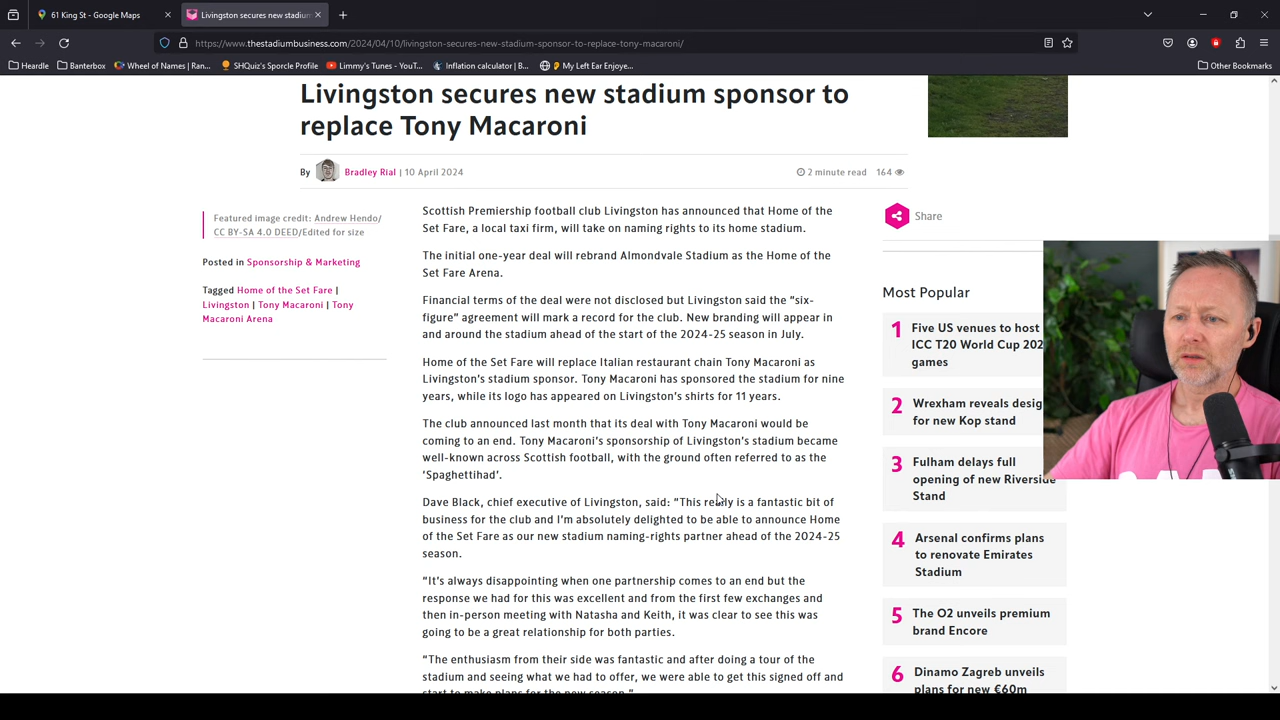 61 King St - Google Maps
Livingston secures new stadium
https://www.thestadiumbusiness.com/2024/04/10/livingston-secures-new-stadium-sponsor-to-replace-tony-macaroni/
Heardle
Banterbox
Wheel of Names | Ran...
SHQuiz's Sporcle Profile
Limmy's Tunes - YouT...
Inflation calculator | B...
My Left Ear Enjoye...
Other Bookmarks
Livingston secures new stadium sponsor to
replace Tony Macaroni
By Bradley Rial | 10 April 2024
2 minute read 164
Featured image credit: Andrew Hendo/
CC BY-SA 4.0 DEED/Edited for size
Posted in Sponsorship & Marketing
Tagged Home of the Set Fare |
Livingston | Tony Macaroni | Tony
Macaroni Arena
Scottish Premiership football club Livingston has announced that Home of the
Set Fare, a local taxi firm, will take on naming rights to its home stadium.
The initial one-year deal will rebrand Almondvale Stadium as the Home of the
Set Fare Arena.
Financial terms of the deal were not disclosed but Livingston said the “six-
figure” agreement will mark a record for the club. New branding will appear in
and around the stadium ahead of the start of the 2024-25 season in July.
Home of the Set Fare will replace Italian restaurant chain Tony Macaroni as
Livingston’s stadium sponsor. Tony Macaroni has sponsored the stadium for nine
years, while its logo has appeared on Livingston’s shirts for 11 years.
The club announced last month that its deal with Tony Macaroni would be
coming to an end. Tony Macaroni’s sponsorship of Livingston’s stadium became
well-known across Scottish football, with the ground often referred to as the
‘Spaghettihad’.
Dave Black, chief executive of Livingston, said: “This really is a fantastic bit of
business for the club and I’m absolutely delighted to be able to announce Home
of the Set Fare as our new stadium naming-rights partner ahead of the 2024-25
season.
“It’s always disappointing when one partnership comes to an end but the
response we had for this was excellent and from the first few exchanges and
then in-person meeting with Natasha and Keith, it was clear to see this was
going to be a great relationship for both parties.
“The enthusiasm from their side was fantastic and after doing a tour of the
stadium and seeing what we had to offer, we were able to get this signed off and
start to make plans for the new season.”
Share
Most Popular
1 Five US venues to host
ICC T20 World Cup 202
games
2 Wrexham reveals desig
for new Kop stand
3 Fulham delays full
opening of new Riverside
Stand
4 Arsenal confirms plans
to renovate Emirates
Stadium
5 The O2 unveils premium
brand Encore
6 Dinamo Zagreb unveils
plans for new €60m